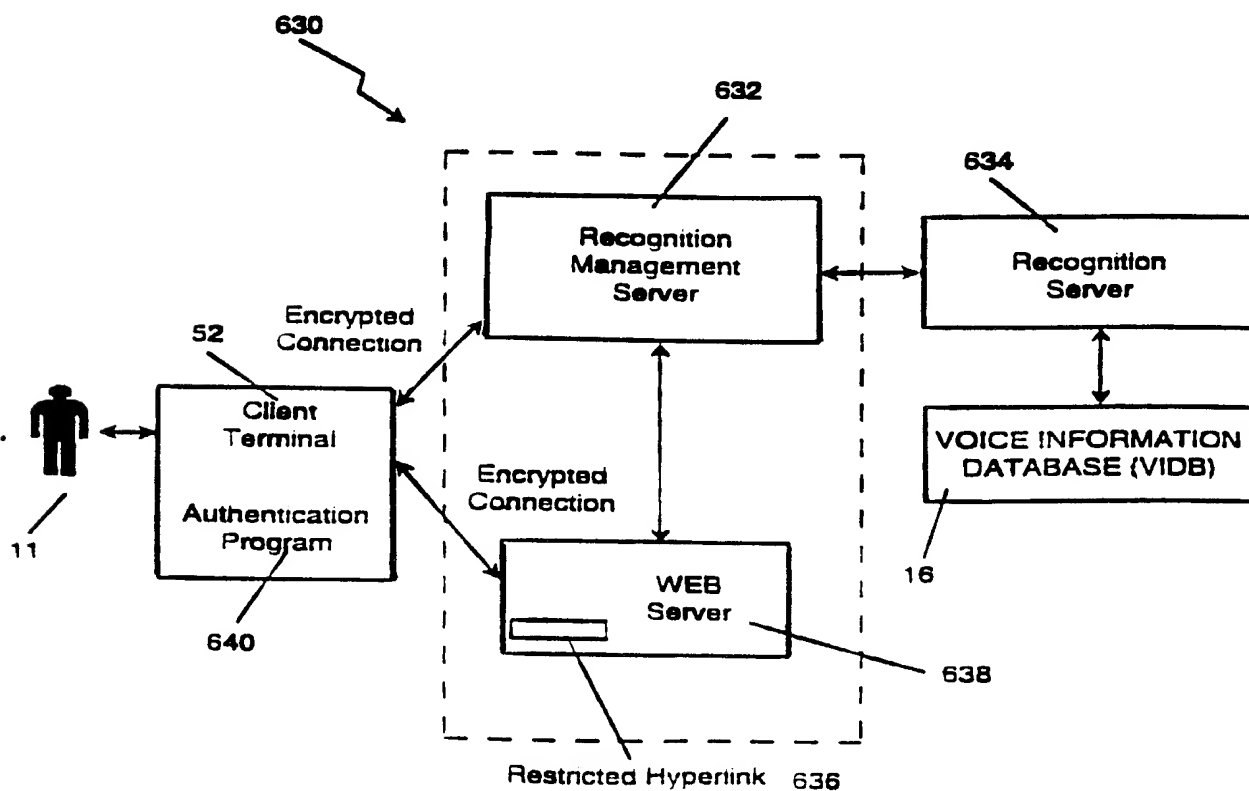 630
632
634
Recognition
Management
Server
Recognition
Server
Encrypted
Connection
52
Client
Terminal
VOICE INFORMATION
DATABASE (VIDB)
Encrypted
Connection
Authentication
Program
11
16
WEB
Server
640
638
Restricted Hyperlink 636